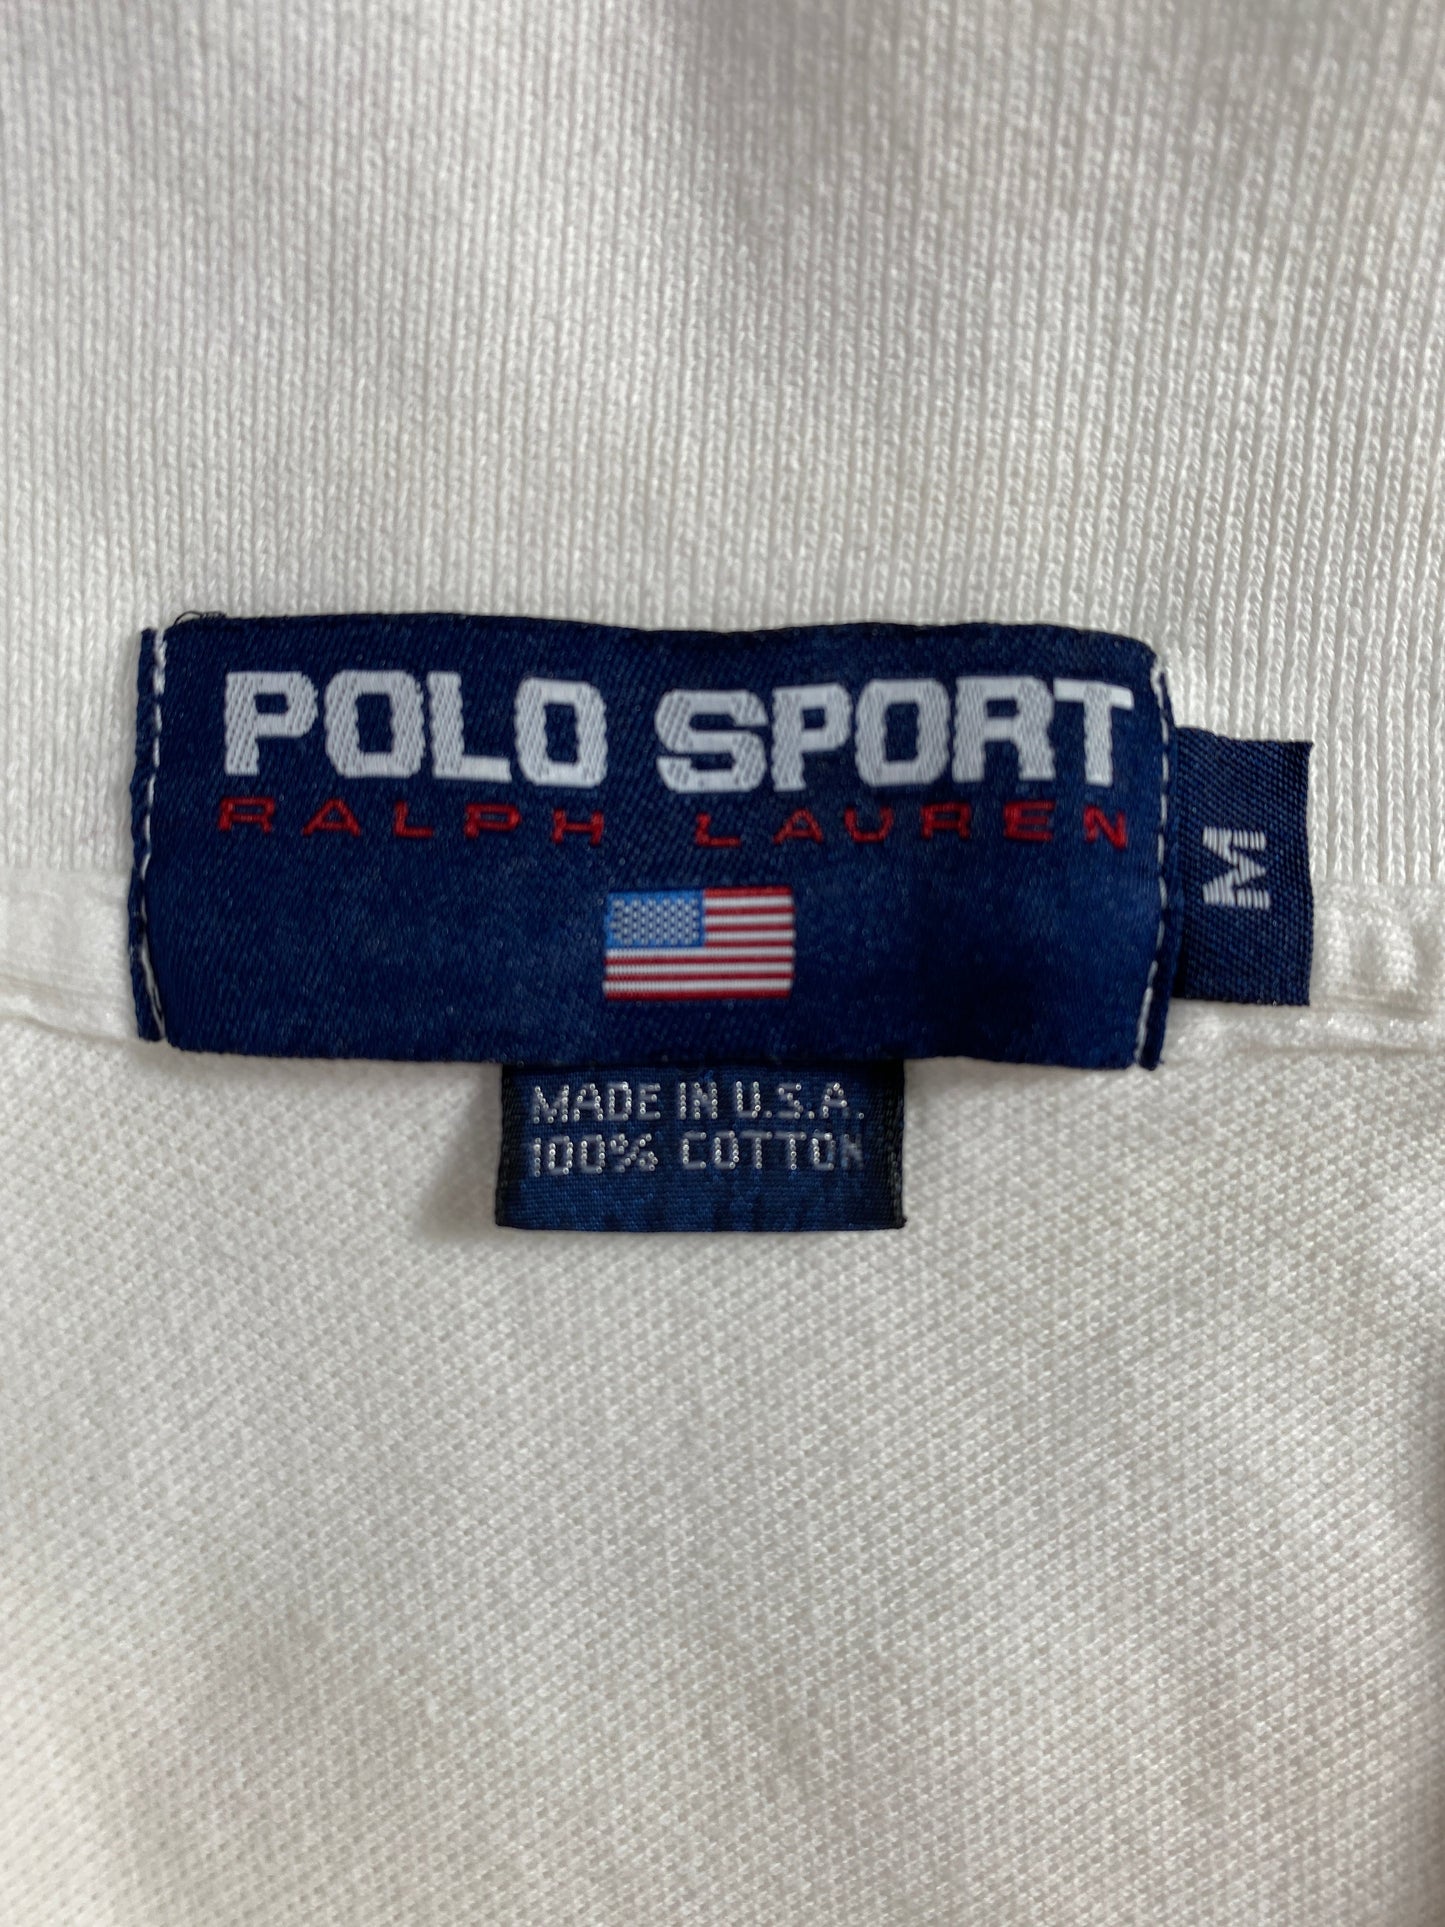 POLO SPORT
RALPH LAUREN
M
MADE IN U.S.A.
100% COTTON